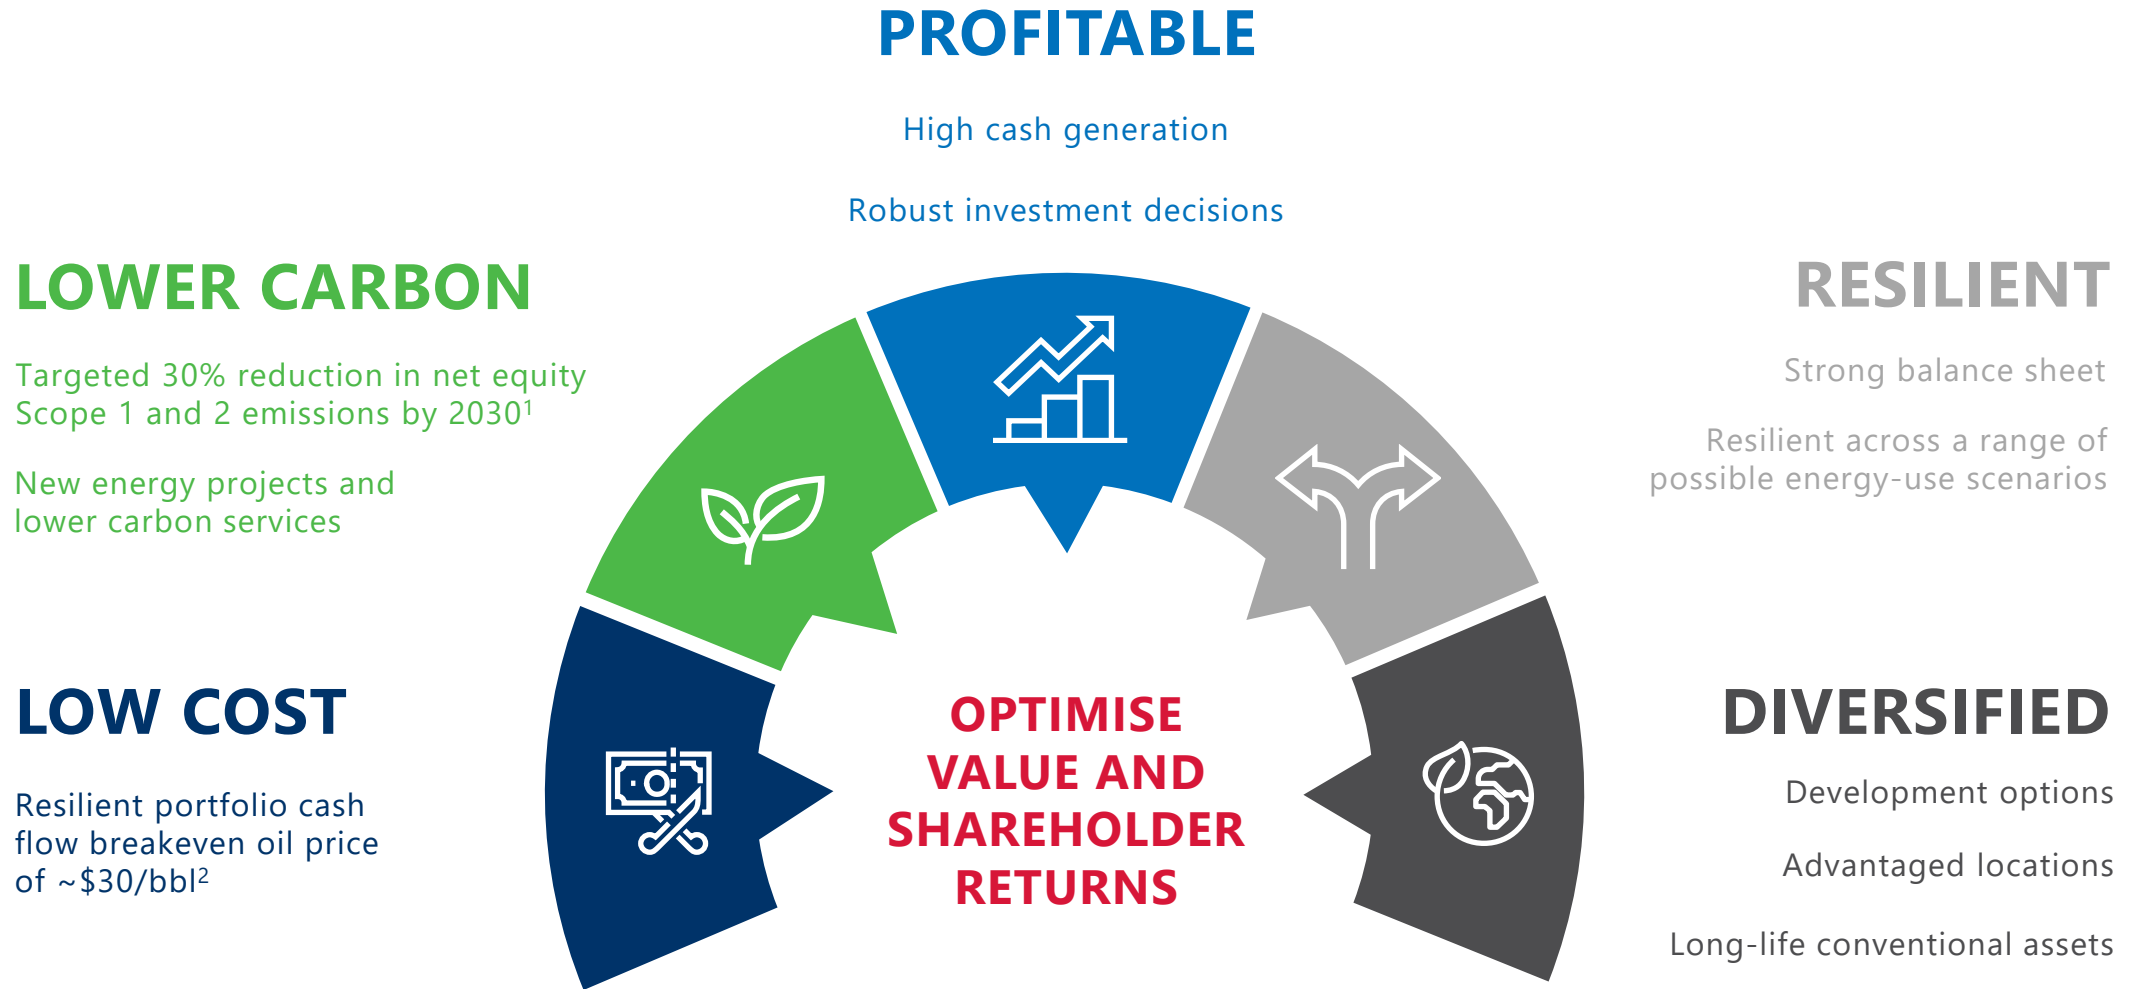 PROFITABLE
High cash generation
Robust investment decisions
LOWER CARBON
Targeted 30% reduction in net equity
Scope 1 and 2 emissions by 2030¹
New energy projects and
lower carbon services
RESILIENT
Strong balance sheet
Resilient across a range of
possible energy-use scenarios
LOW COST
Resilient portfolio cash
flow breakeven oil price
of ~$30/bbl²
OPTIMISE
VALUE AND
SHAREHOLDER
RETURNS
DIVERSIFIED
Development options
Advantaged locations
Long-life conventional assets